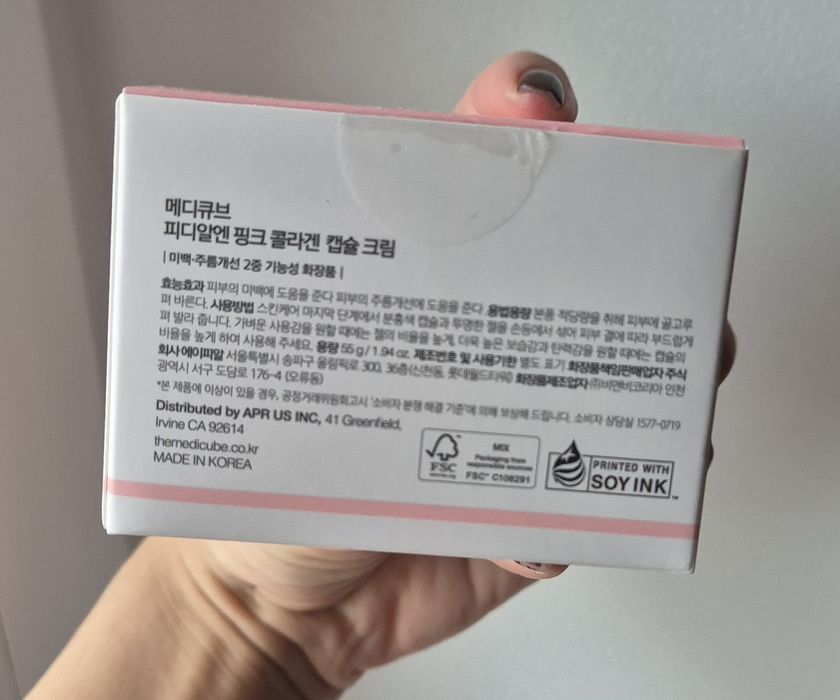 메디큐브
피디알엔 핑크 콜라겐 캡슐 크림
| 미백·주름개선 2중 기능성 화장품 |
효능효과 피부의 미백에 도움을 준다 피부의 주름개선에 도움을 준다. 용법용량 본품 적당량을 취해 피부에 골고루
펴 바른다. 사용방법 스킨케어 마지막 단계에서 분홍색 캡슐과 투명한 젤을 손등에서 섞어 피부 결에 따라 부드럽게
펴 발라 줍니다. 가벼운 사용감을 원할 때에는 젤의 비율을 높게, 더욱 높은 보습감과 탄력감을 원할 때에는 캡슐의
비율을 높게 하여 사용해 주세요. 용량 55 g / 1.94 oz. 제조번호 및 사용기한 별도 표기 화장품책임판매업자 주식
회사 에이피알 서울특별시 송파구 올림픽로 300, 36층(신천동, 롯데월드타워) 화장품제조업자 ㈜비앤비코리아 인천
광역시 서구 도담로 176-4 (오류동)
*본 제품에 이상이 있을 경우, 공정거래위원회고시 '소비자 분쟁 해결 기준'에 의해 보상해 드립니다. 소비자 상담실 1577-0719
Distributed by APR US INC, 41 Greenfield,
Irvine CA 92614
themedicube.co.kr
MADE IN KOREA
FSC
MIX
Packaging from
responsible sources
FSC™ C108291
PRINTED WITH
SOY INK™